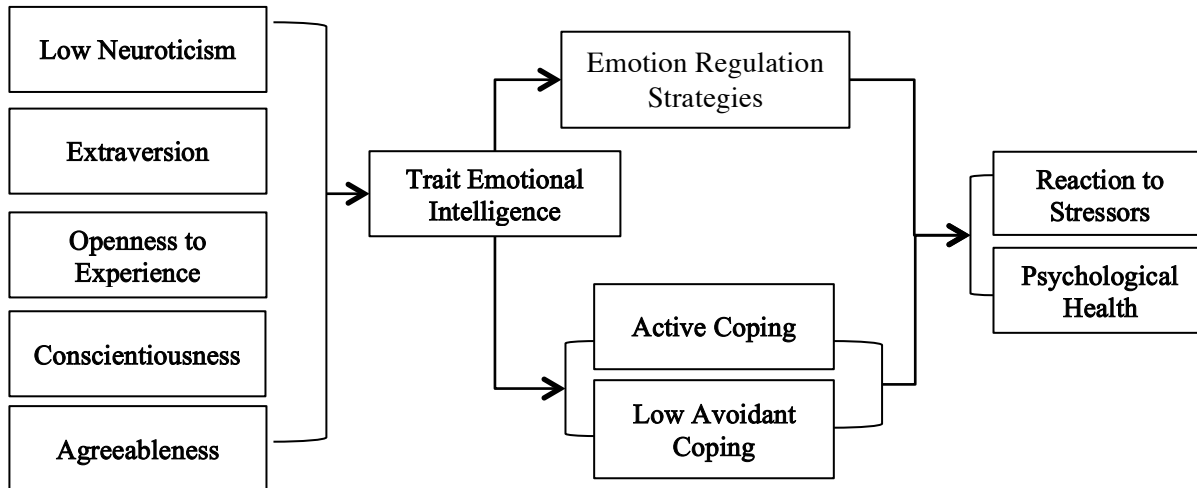 Low Neuroticism
Extraversion
Openness to
Experience
Conscientiousness
Agreeableness
Trait Emotional
Intelligence
Emotion Regulation
Strategies
Active Coping
Low Avoidant
Coping
Reaction to
Stressors
Psychological
Health